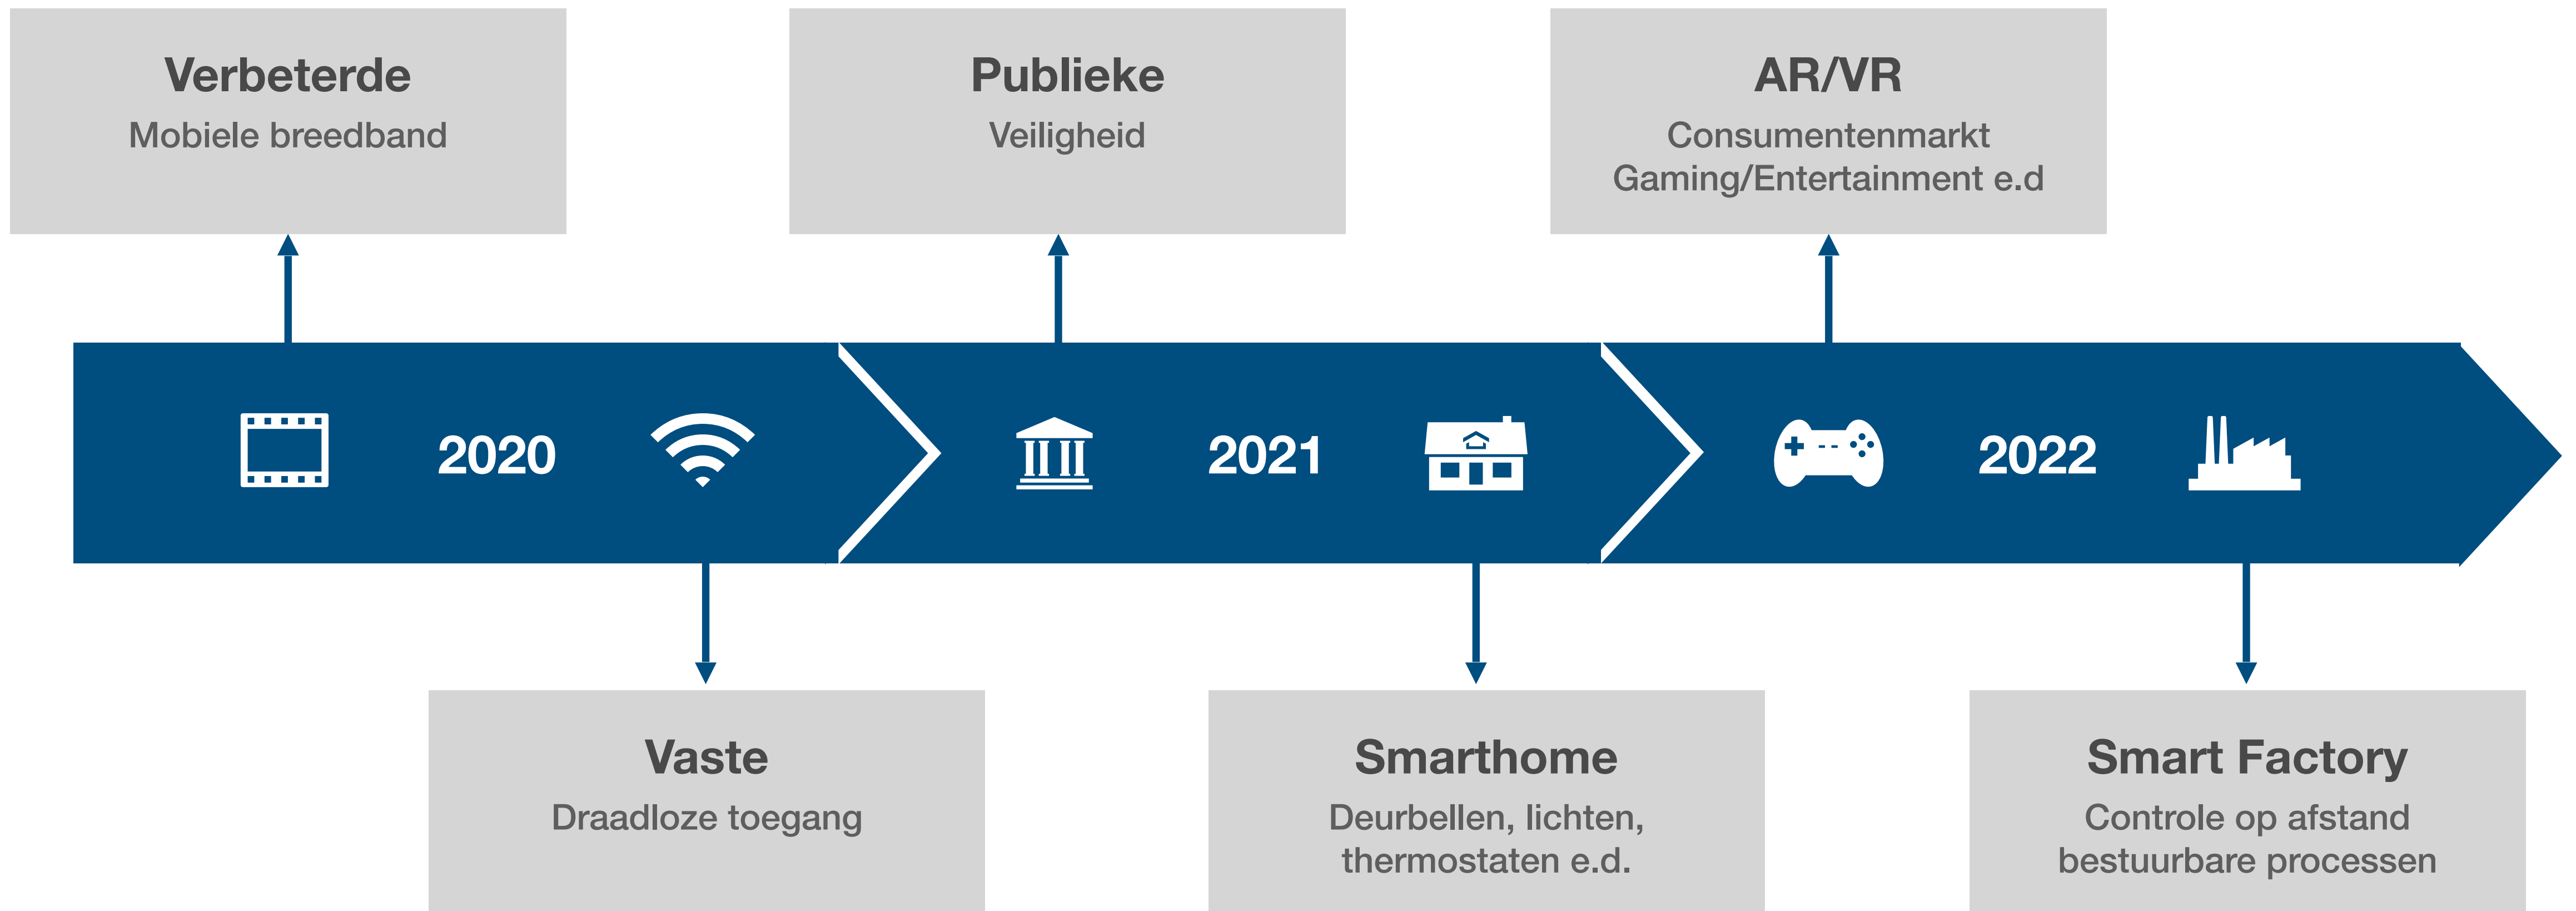 Verbeterde
Mobiele breedband
Publieke
Veiligheid
AR/VR
Consumentenmarkt
Gaming/Entertainment e.d
2020
2021
2022
Vaste
Draadloze toegang
Smarthome
Deurbellen, lichten,
thermostaten e.d.
Smart Factory
Controle op afstand
bestuurbare processen